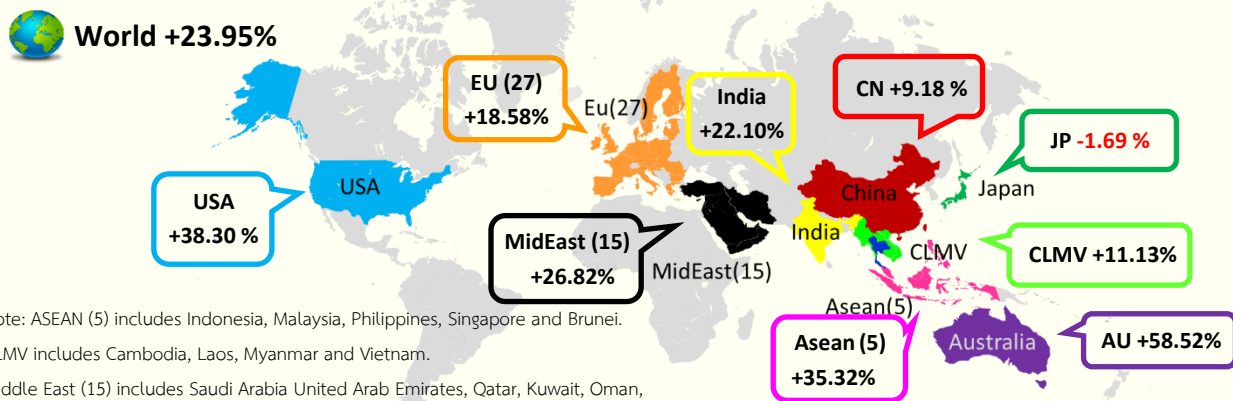 World +23.95%
EU (27)
+18.58%
Eu(27)
India
+22.10%
CN +9.18 %
JP -1.69 %
USA
+38.30 %
USA
China
Japan
MidEast (15)
+26.82%
MidEast(15)
India
CLMV
CLMV +11.13%
Asean(5)
Asean (5)
+35.32%
Australia
AU +58.52%
ote: ASEAN (5) includes Indonesia, Malaysia, Philippines, Singapore and Brunei.
LMV includes Cambodia, Laos, Myanmar and Vietnam.
ddle East (15) includes Saudi Arabia United Arab Emirates, Qatar, Kuwait, Oman,